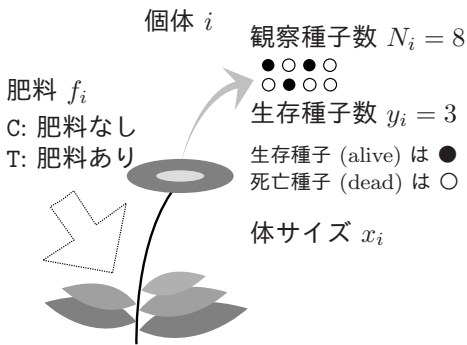 個体 i
観察種子数 N_i = 8
肥料 f_i
C: 肥料なし
T: 肥料あり
生存種子数 y_i = 3
生存種子 (alive) は ●
死亡種子 (dead) は ○
体サイズ x_i